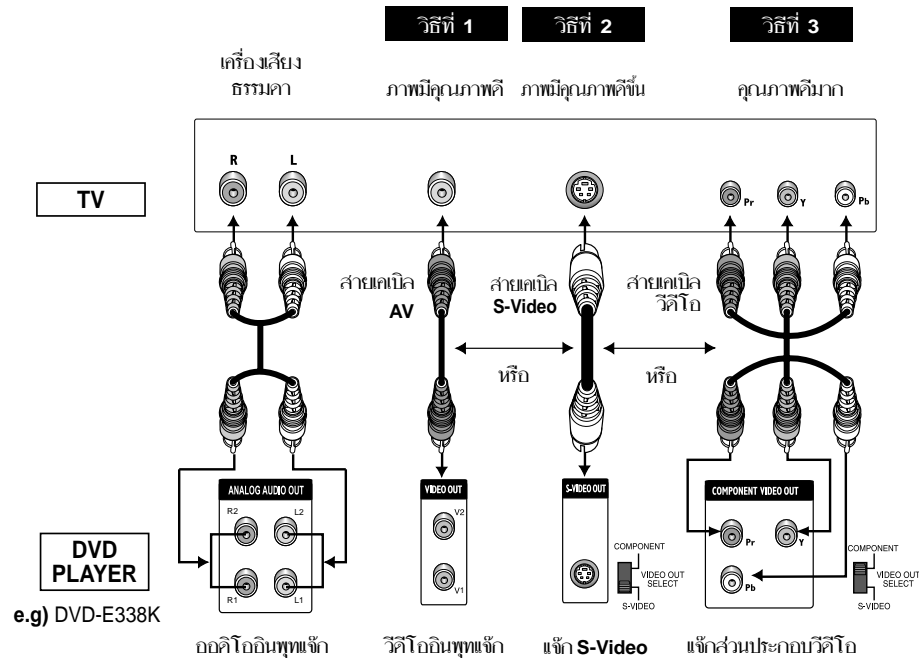 วิธีที่ 1
วิธีที่ 2
วิธีที่ 3
เครื่องเสียง
ธรรมดา
ภาพมีคุณภาพดี
ภาพมีคุณภาพดีขึ้น
คุณภาพดีมาก
R
L
Pr
Y
Pb
TV
สายเคเบิล
AV
สายเคเบิล
S-Video
สายเคเบิล
วีดีโอ
หรือ
หรือ
ANALOG AUDIO OUT
R2
L2
R1
L1
VIDEO OUT
V2
V1
S-VIDEO OUT
COMPONENT
VIDEO OUT
SELECT
S-VIDEO
COMPONENT VIDEO OUT
Pr
Y
Pb
COMPONENT
VIDEO OUT
SELECT
S-VIDEO
DVD
PLAYER
e.g) DVD-E338K
ออดิโออินพุทแจ๊ก
วีดีโออินพุทแจ๊ก
แจ๊ก S-Video
แจ๊กส่วนประกอบวีดีโอ